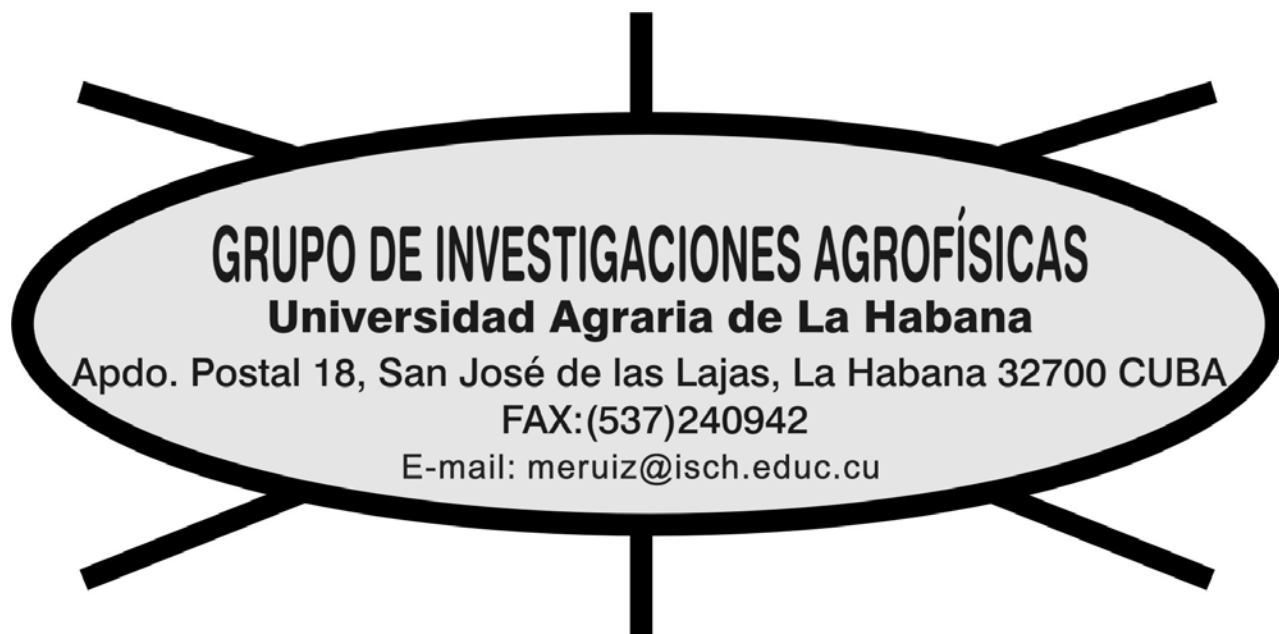 GRUPO DE INVESTIGACIONES AGROFÍSICAS
Universidad Agraria de La Habana
Apdo. Postal 18, San José de las Lajas, La Habana 32700 CUBA
FAX:(537)240942
E-mail: meruiz@isch.educ.cu